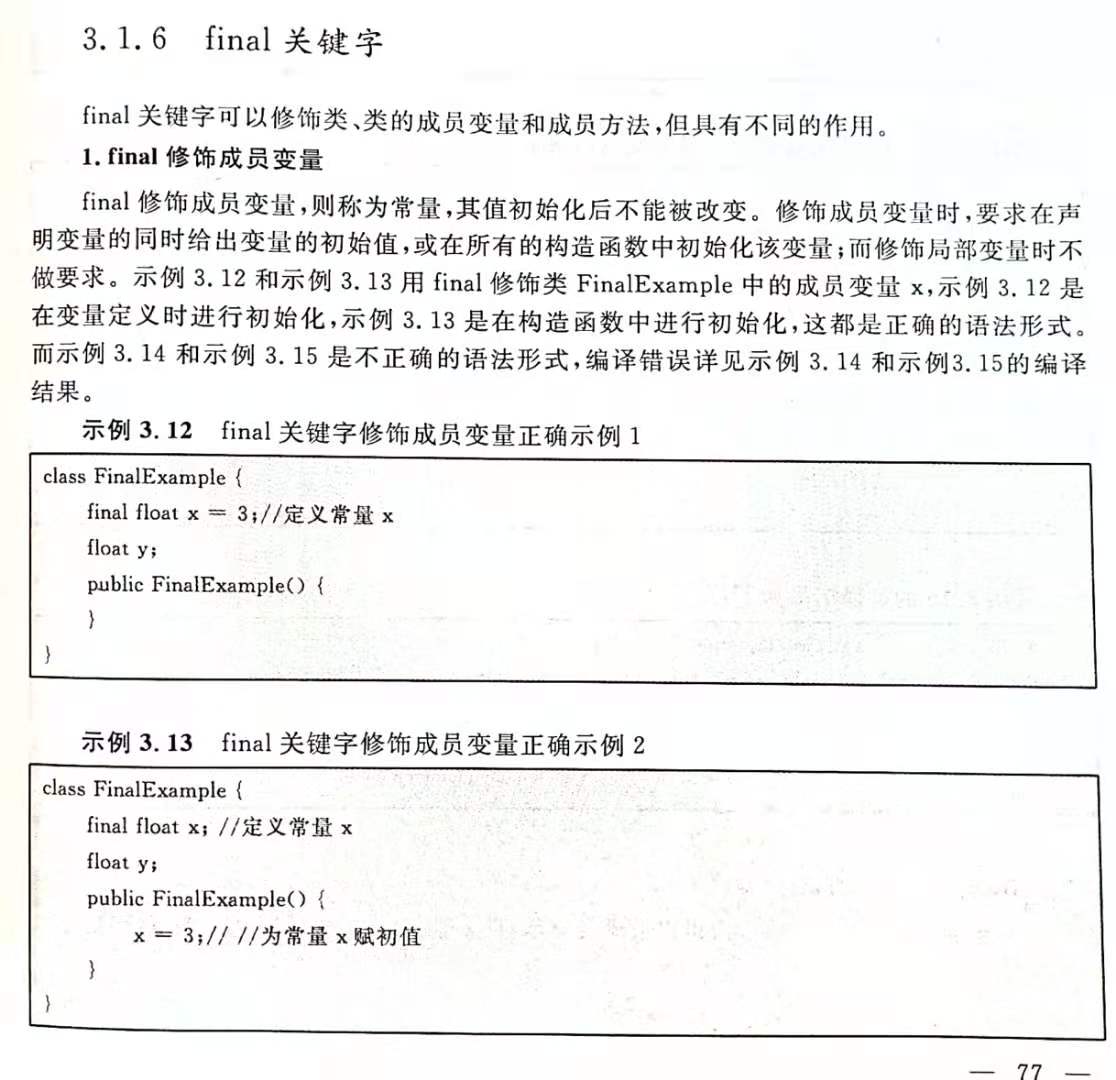 3.1.6 final 关键字
final 关键字可以修饰类、类的成员变量和成员方法,但具有不同的作用。
1. final 修饰成员变量
final 修饰成员变量,则称为常量,其值初始化后不能被改变。修饰成员变量时,要求在声
明变量的同时给出变量的初始值,或在所有的构造函数中初始化该变量;而修饰局部变量时不
做要求。示例 3.12 和示例 3.13 用 final 修饰类 FinalExample 中的成员变量 x,示例 3.12 是
在变量定义时进行初始化,示例 3.13 是在构造函数中进行初始化,这都是正确的语法形式。
而示例 3.14 和示例 3.15 是不正确的语法形式,编译错误详见示例 3.14 和示例3.15的编译
结果。
示例 3.12 final 关键字修饰成员变量正确示例 1
class FinalExample {
final float x = 3;//定义常量 x
float y;
public FinalExample() {
}
}
示例 3.13 final 关键字修饰成员变量正确示例 2
class FinalExample {
final float x; //定义常量 x
float y;
public FinalExample() {
x = 3;// //为常量 x 赋初值
}
}
— 77 —